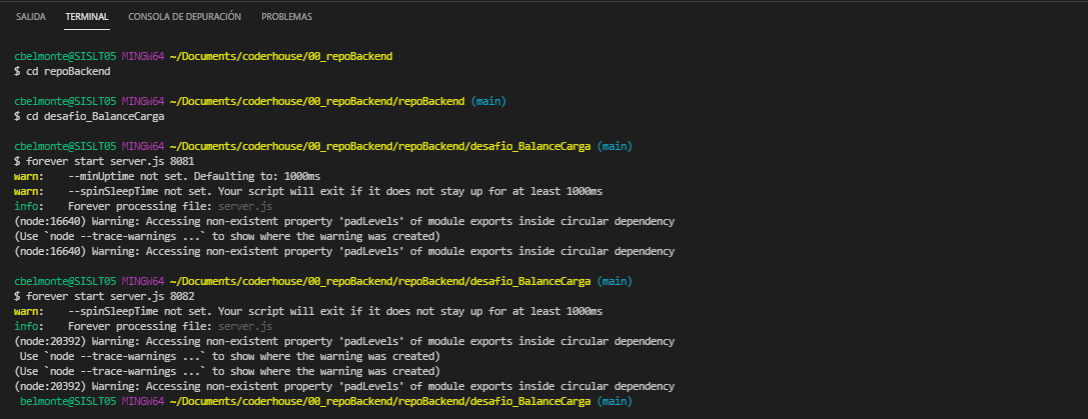 SALIDA TERMINAL CONSOLA DE DEPURACIÓN PROBLEMAS
cbelmonte@SISLT05 MINGW64 ~/Documents/coderhouse/00_repoBackend
$ cd repoBackend
cbelmonte@SISLT05 MINGW64 ~/Documents/coderhouse/00_repoBackend/repoBackend (main)
$ cd desafio_BalanceCarga
cbelmonte@SISLT05 MINGW64 ~/Documents/coderhouse/00_repoBackend/repoBackend/desafio_BalanceCarga (main)
$ forever start server.js 8081
warn: --minUptime not set. Defaulting to: 1000ms
warn: --spinSleepTime not set. Your script will exit if it does not stay up for at least 1000ms
info: Forever processing file: server.js
(node:16640) Warning: Accessing non-existent property 'padLevels' of module exports inside circular dependency
(Use `node --trace-warnings ...` to show where the warning was created)
(node:16640) Warning: Accessing non-existent property 'padLevels' of module exports inside circular dependency
cbelmonte@SISLT05 MINGW64 ~/Documents/coderhouse/00_repoBackend/repoBackend/desafio_BalanceCarga (main)
$ forever start server.js 8082
warn: --spinSleepTime not set. Your script will exit if it does not stay up for at least 1000ms
info: Forever processing file: server.js
(node:20392) Warning: Accessing non-existent property 'padLevels' of module exports inside circular dependency
Use `node --trace-warnings ...` to show where the warning was created)
(Use `node --trace-warnings ...` to show where the warning was created)
(node:20392) Warning: Accessing non-existent property 'padLevels' of module exports inside circular dependency
belmonte@SISLT05 MINGW64 ~/Documents/coderhouse/00_repoBackend/repoBackend/desafio_BalanceCarga (main)